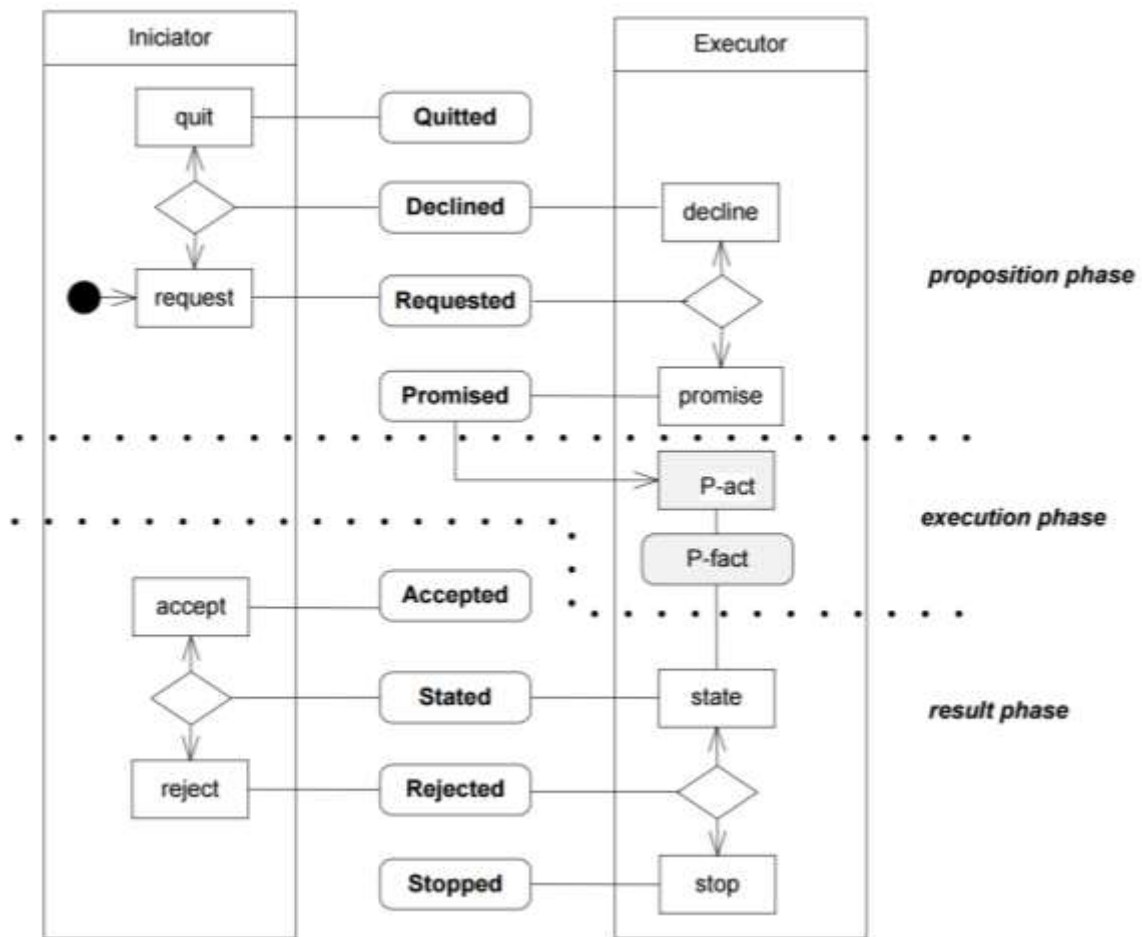 Iniciator
Executor
quit
Quitted
Declined
decline
proposition phase
request
Requested
Promised
promise
P-act
execution phase
P-fact
accept
Accepted
Stated
state
result phase
reject
Rejected
Stopped
stop